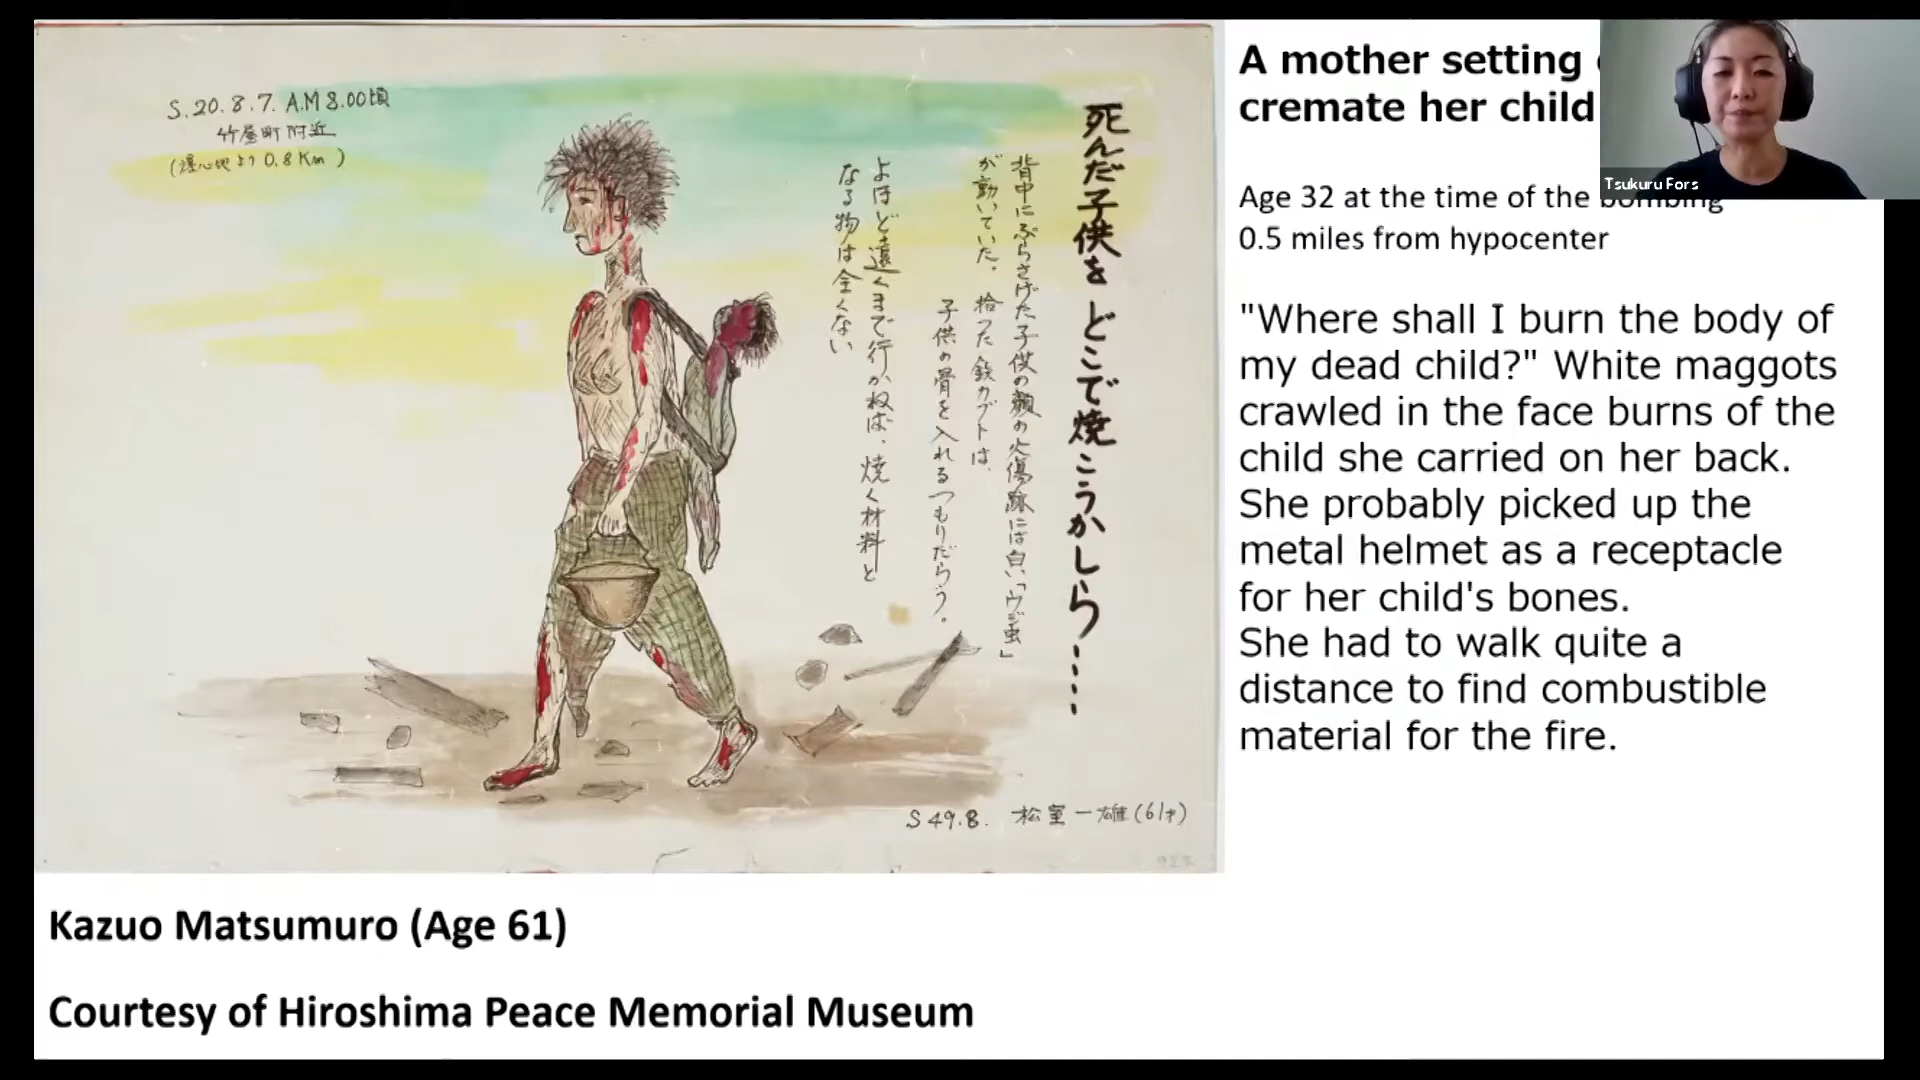 S.20.8.7. A.M 8.00頃
竹屋町附近
(爆心地より 0.8 Km)
死んだ子供を どこで焼こうかしら・・・・・
背中にぶらさげた子供の顔の火傷跡には白い「ウジ虫」
が動いていた。 拾った鉄カブトは、
子供の骨を入れるつもりだらう。
よほど遠くまで行かねば、焼く材料と
なる物は全くない
S 49.8. 松室一雄(61才)
A mother setting
cremate her child
Tsukuru Fors
Age 32 at the time of the bombing
0.5 miles from hypocenter
"Where shall I burn the body of
my dead child?" White maggots
crawled in the face burns of the
child she carried on her back.
She probably picked up the
metal helmet as a receptacle
for her child's bones.
She had to walk quite a
distance to find combustible
material for the fire.
Kazuo Matsumuro (Age 61)
Courtesy of Hiroshima Peace Memorial Museum